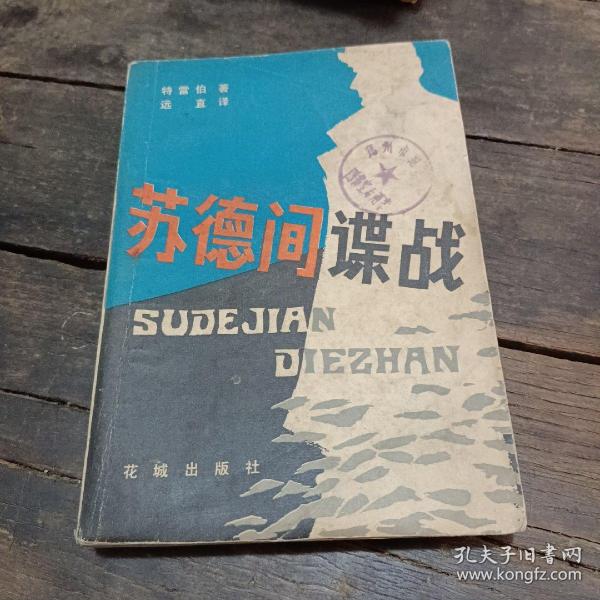 特雷伯 著
远直 译
苏德间谍战
SUDEJIAN
DIEZHAN
花城出版社
孔夫子旧书网
www.kongfz.com